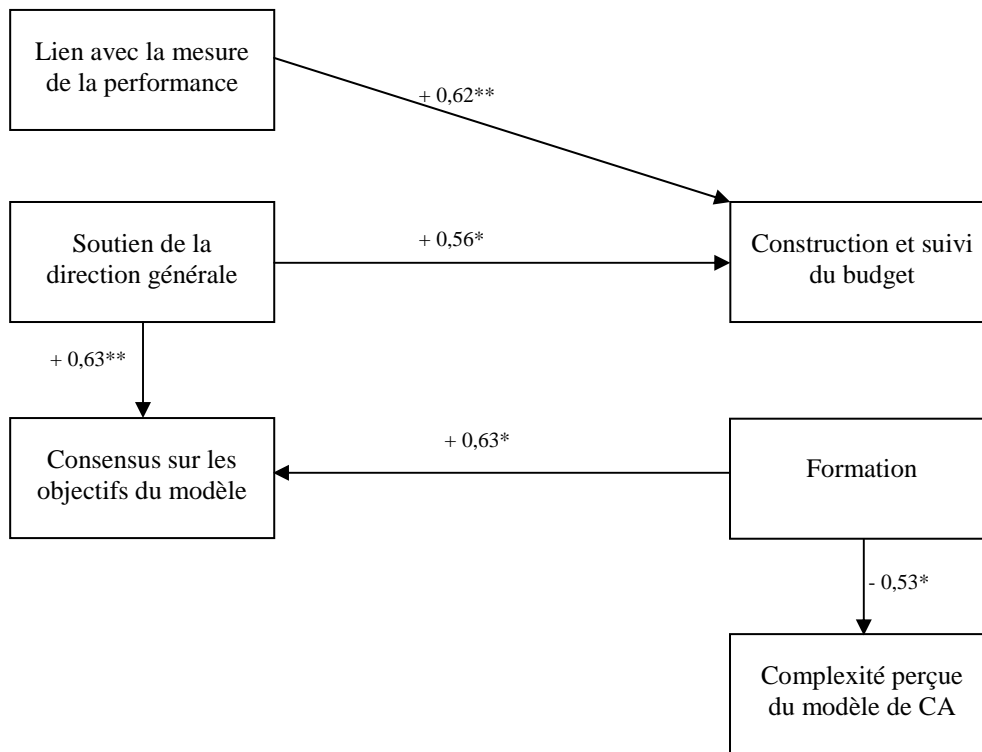 Lien avec la mesure
de la performance
+ 0,62**
Soutien de la
direction générale
+ 0,56*
Construction et suivi
du budget
+ 0,63**
Consensus sur les
objectifs du modèle
+ 0,63*
Formation
- 0,53*
Complexité perçue
du modèle de CA